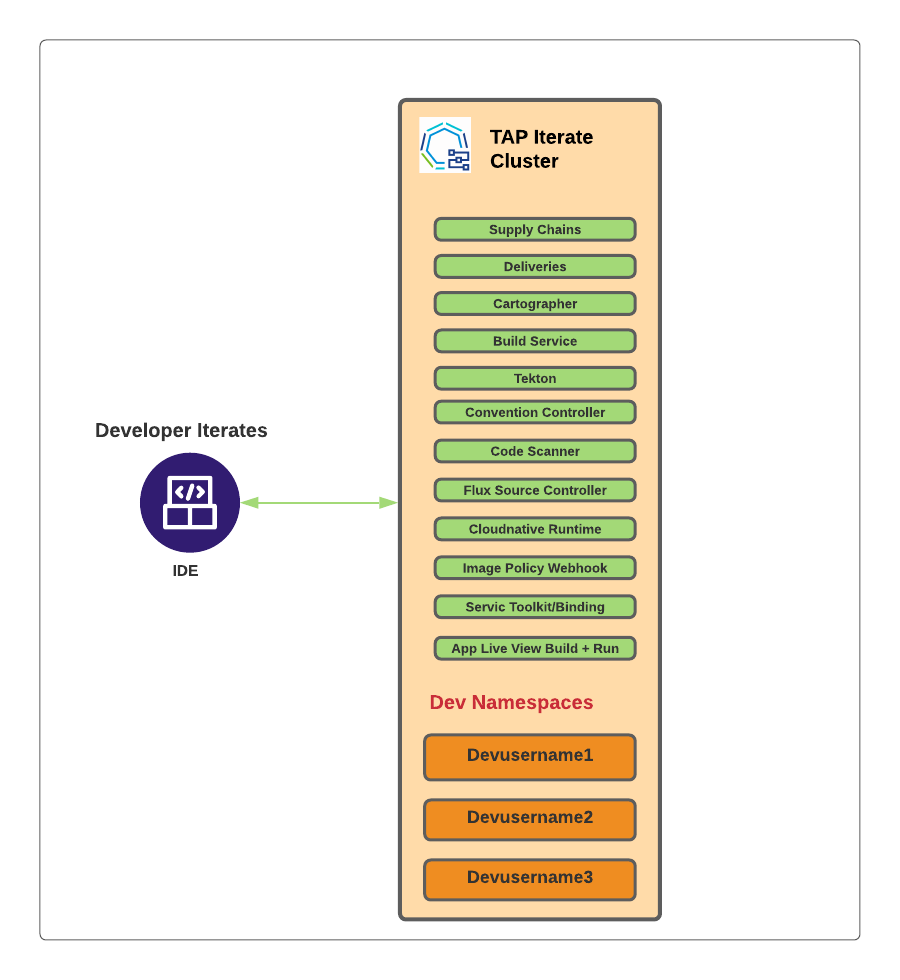 TAP Iterate
Cluster
Supply Chains
Deliveries
Cartographer
Build Service
Tekton
Convention Controller
Code Scanner
Flux Source Controller
Cloudnative Runtime
Image Policy Webhook
Servic Toolkit/Binding
App Live View Build + Run
Developer Iterates
IDE
Dev Namespaces
Devusername1
Devusername2
Devusername3